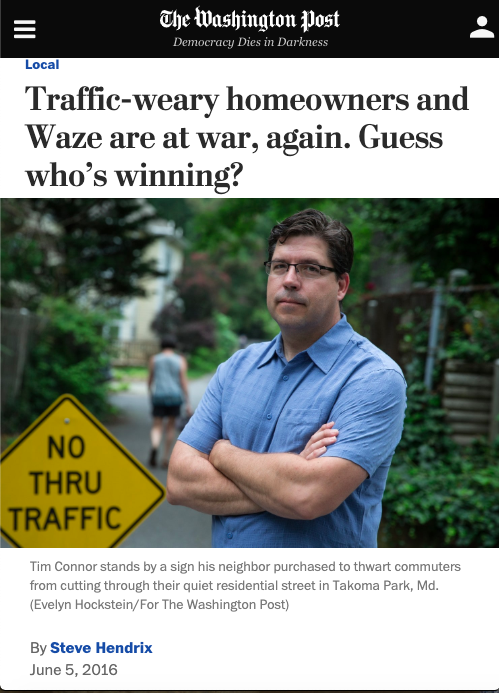 The Washington Post
Democracy Dies in Darkness
Local
Traffic-weary homeowners and
Waze are at war, again. Guess
who’s winning?
NO
THRU
TRAFFIC
Tim Connor stands by a sign his neighbor purchased to thwart commuters
from cutting through their quiet residential street in Takoma Park, Md.
(Evelyn Hockstein/For The Washington Post)
By Steve Hendrix
June 5, 2016